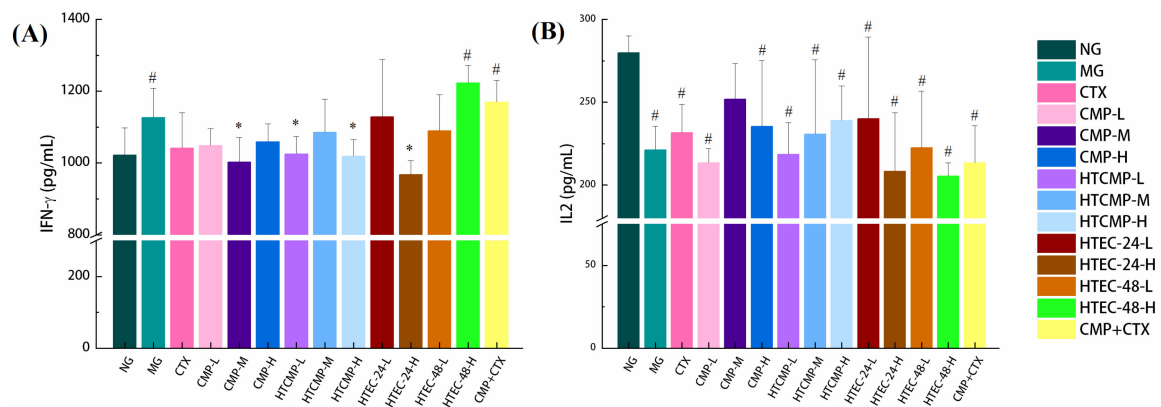 (A)
IFN-γ (pg/mL)
1400
1200
1000
800
200
0
#
*
*
*
*
#
#
NG
MG
CTX
CMP-L
CMP-M
CMP-H
HTCMP-L
HTCMP-M
HTCMP-H
HTEC-24-L
HTEC-24-H
HTEC-48-L
HTEC-48-H
CMP+CTX
(B)
IL2 (pg/mL)
300
250
200
50
0
#
#
#
#
#
#
#
#
#
#
#
#
NG
MG
CTX
CMP-L
CMP-M
CMP-H
HTCMP-L
HTCMP-M
HTCMP-H
HTEC-24-L
HTEC-24-H
HTEC-48-L
HTEC-48-H
CMP+CTX
NG
MG
CTX
CMP-L
CMP-M
CMP-H
HTCMP-L
HTCMP-M
HTCMP-H
HTEC-24-L
HTEC-24-H
HTEC-48-L
HTEC-48-H
CMP+CTX